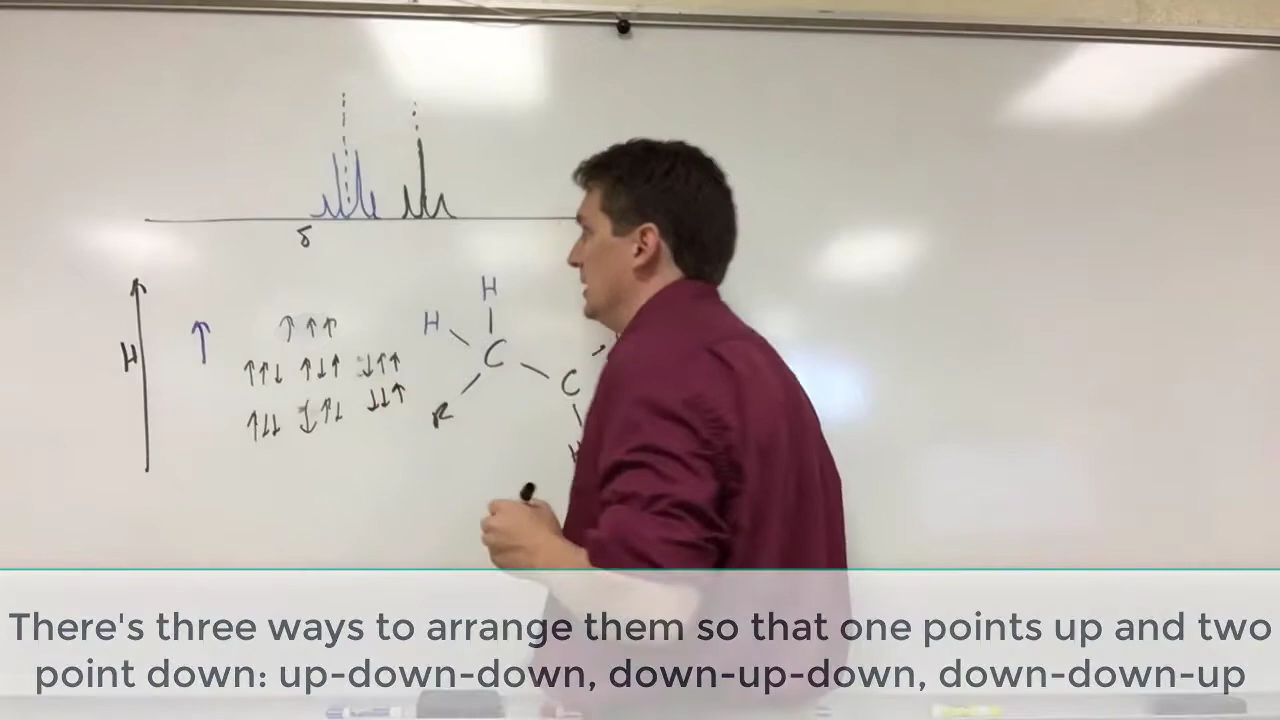 δ
H
↑
↑↑↑
↑↑↓ ↑↓↑ ↓↑↑
↑↓↓ ↓↑↓ ↓↓↑
H
H
C
C
R
H
There's three ways to arrange them so that one points up and two
point down: up-down-down, down-up-down, down-down-up